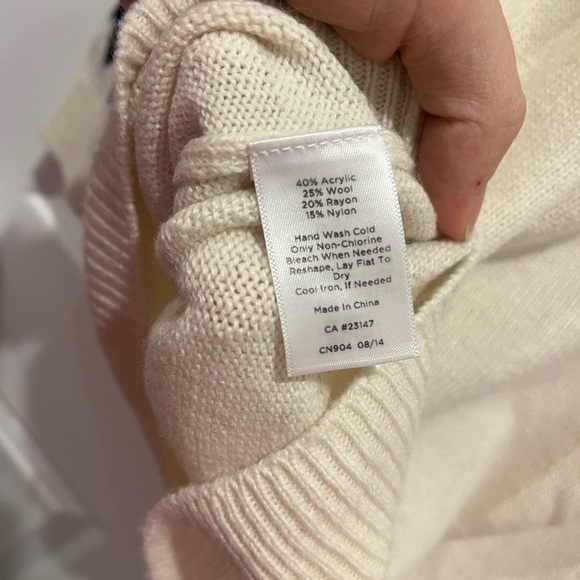 40% Acrylic
25% Wool
20% Rayon
15% Nylon
Hand Wash Cold
Only Non-Chlorine
Bleach When Needed
Reshape, Lay Flat To
Dry
Cool Iron, If Needed
Made In China
CA #23147
CN904 08/14